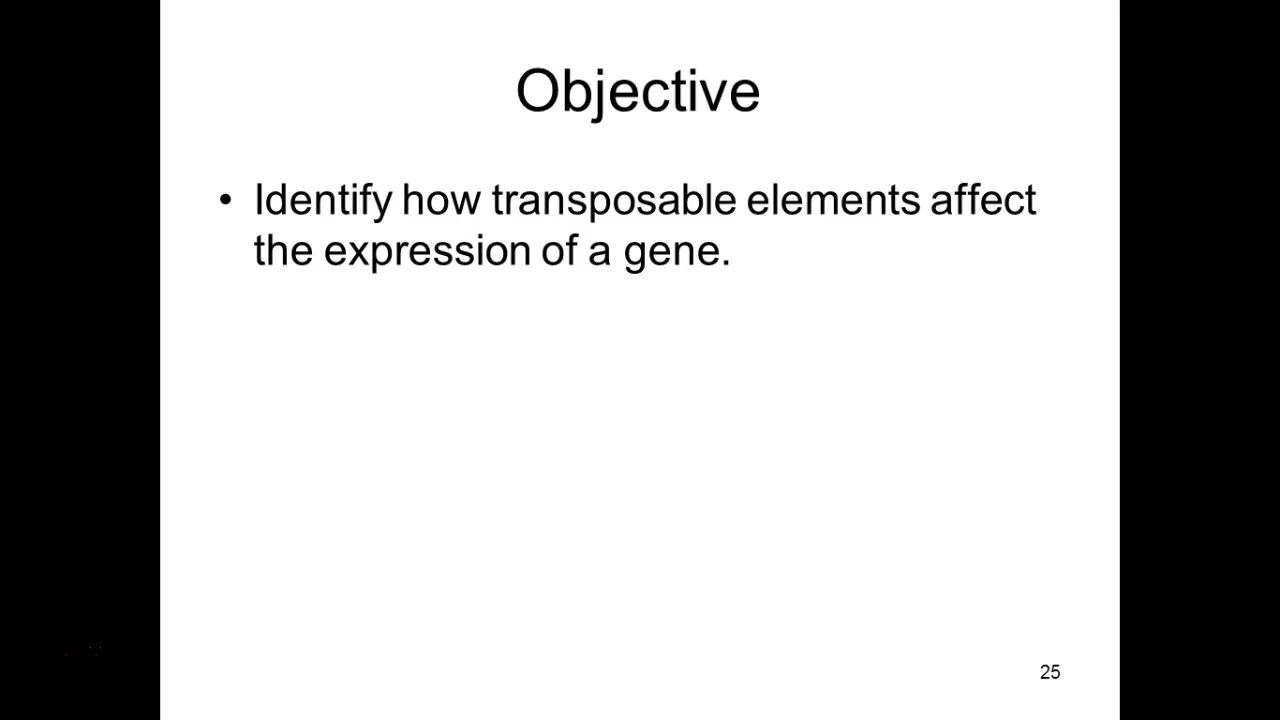 Objective
• Identify how transposable elements affect
the expression of a gene.
25